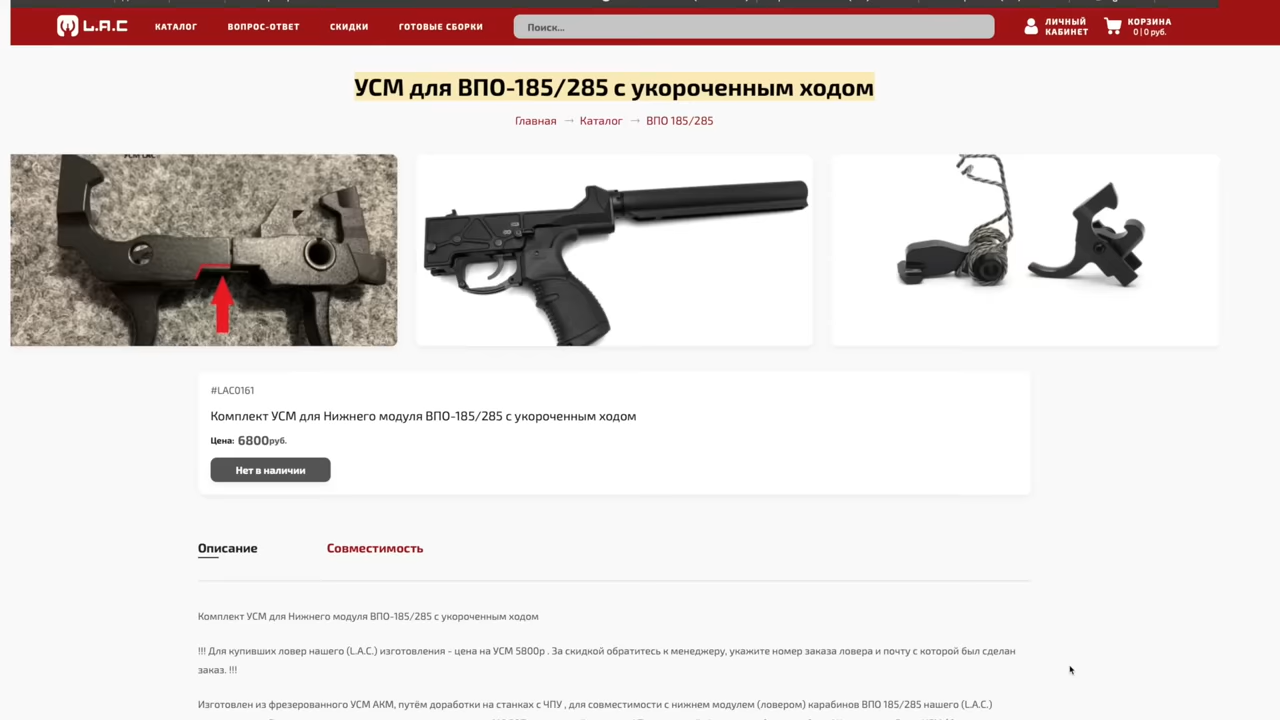 L.A.C
КАТАЛОГ
ВОПРОС-ОТВЕТ
СКИДКИ
ГОТОВЫЕ СБОРКИ
Поиск...
ЛИЧНЫЙ
КАБИНЕТ
КОРЗИНА
0 | 0 руб.
УСМ для ВПО-185/285 с укороченным ходом
Главная → Каталог → ВПО 185/285
#LAC0161
Комплект УСМ для Нижнего модуля ВПО-185/285 с укороченным ходом
Цена: 6800руб.
Нет в наличии
Описание
Совместимость
Комплект УСМ для Нижнего модуля ВПО-185/285 с укороченным ходом
!!! Для купивших ловер нашего (L.A.C.) изготовления - цена на УСМ 5800р . За скидкой обратитесь к менеджеру, укажите номер заказа ловера и почту с которой был сделан
заказ. !!!
Изготовлен из фрезерованного УСМ АКМ, путём доработки на станках с ЧПУ , для совместимости с нижнем модулем (ловером) карабинов ВПО 185/285 нашего (L.A.C.)